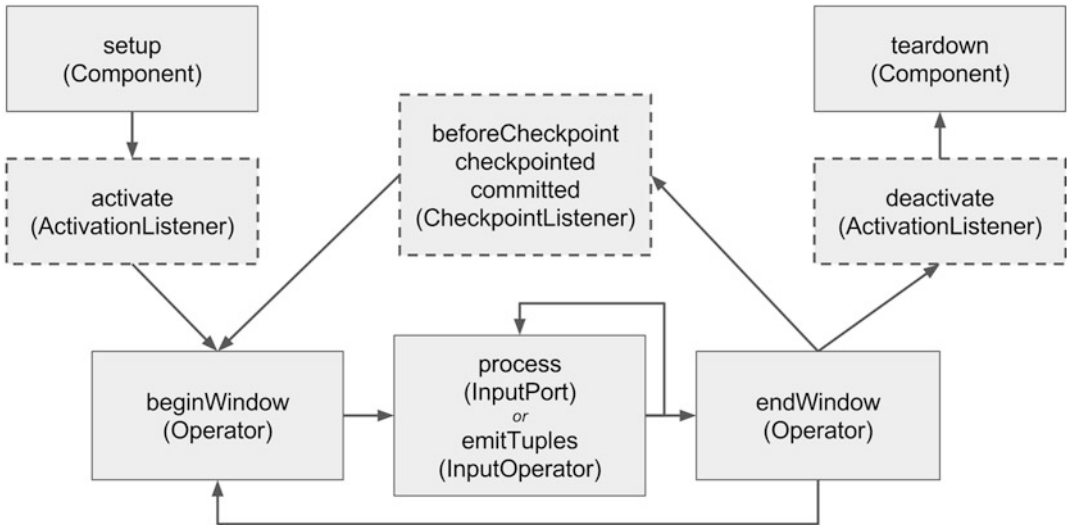 setup
(Component)
teardown
(Component)
beforeCheckpoint
checkpointed
committed
(CheckpointListener)
activate
(ActivationListener)
deactivate
(ActivationListener)
beginWindow
(Operator)
process
(InputPort)
or
emitTuples
(InputOperator)
endWindow
(Operator)